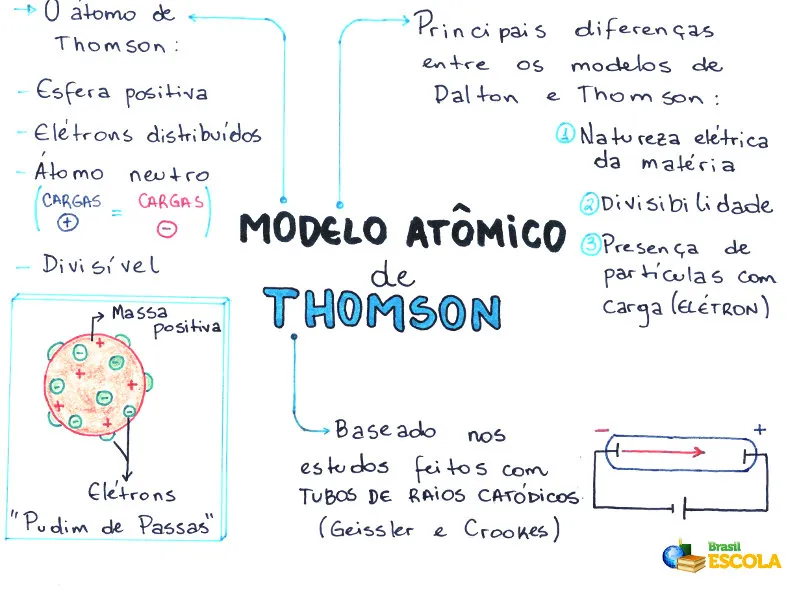 → O átomo de
Thomson:
- Esfera positiva
- Elétrons distribuídos
- Átomo neutro
(CARGAS = CARGAS)
+ -
- Divisível
Principais diferenças
entre os modelos de
Dalton e Thomson:
1 Natureza elétrica
da matéria
2 Divisibilidade
3 Presença de
partículas com
carga (ELÉTRON)
MODELO ATÔMICO
de
THOMSON
Massa
positiva
Elétrons
"Pudim de Passas"
Baseado nos
estudos feitos com
TUBOS DE RAIOS CATÓDICOS.
(Geissler e Crookes)
- +
Brasil
ESCOLA